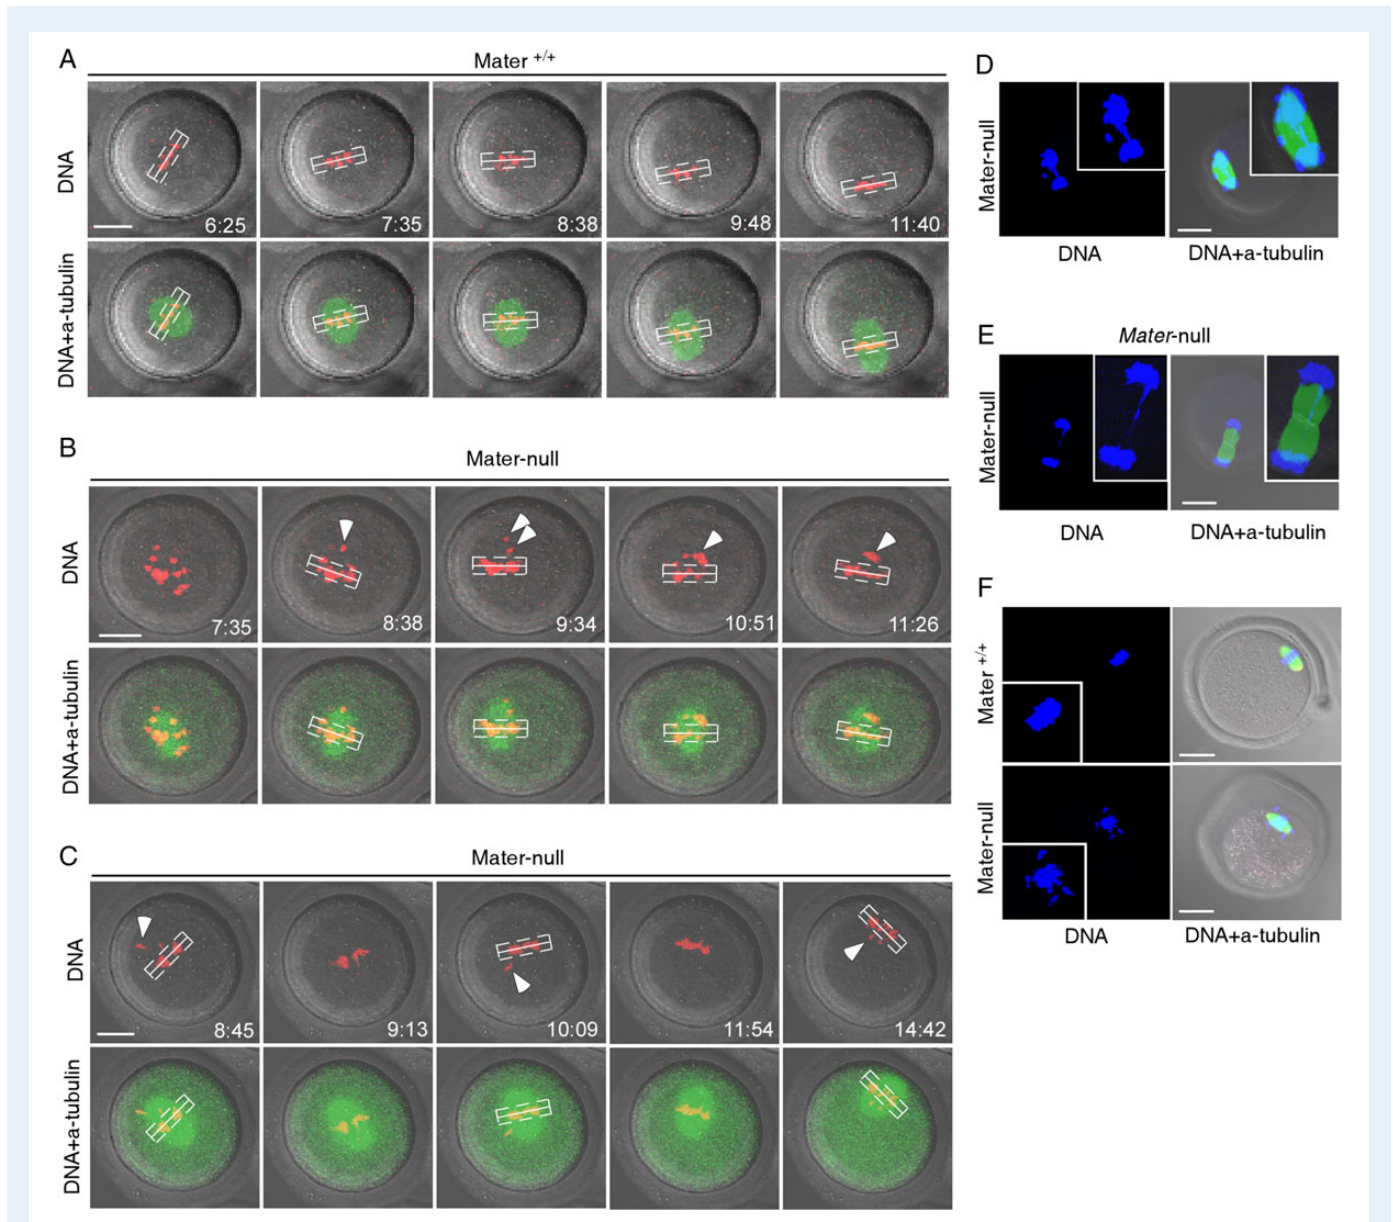 A
Mater +/+
DNA
6:25
7:35
8:38
9:48
11:40
DNA+a-tubulin
B
Mater-null
DNA
7:35
8:38
9:34
10:51
11:26
DNA+a-tubulin
C
Mater-null
DNA
8:45
9:13
10:09
11:54
14:42
DNA+a-tubulin
D
Mater-null
DNA
DNA+a-tubulin
E
Mater-null
Mater-null
DNA
DNA+a-tubulin
F
Mater +/+
Mater-null
DNA
DNA+a-tubulin